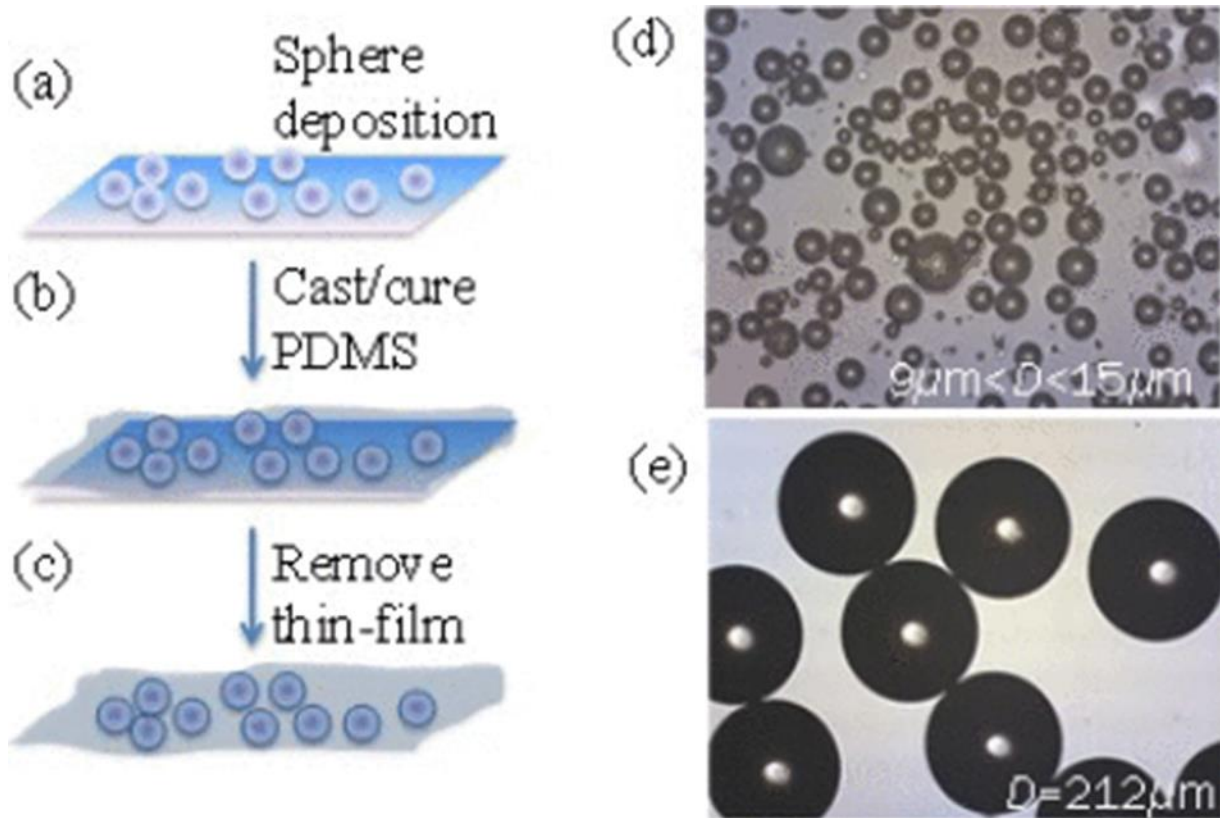 (a)
Sphere
deposition
(b)
Cast/cure
PDMS
(c)
Remove
thin-film
(d)
9µm<D<15µm
(e)
D=212µm